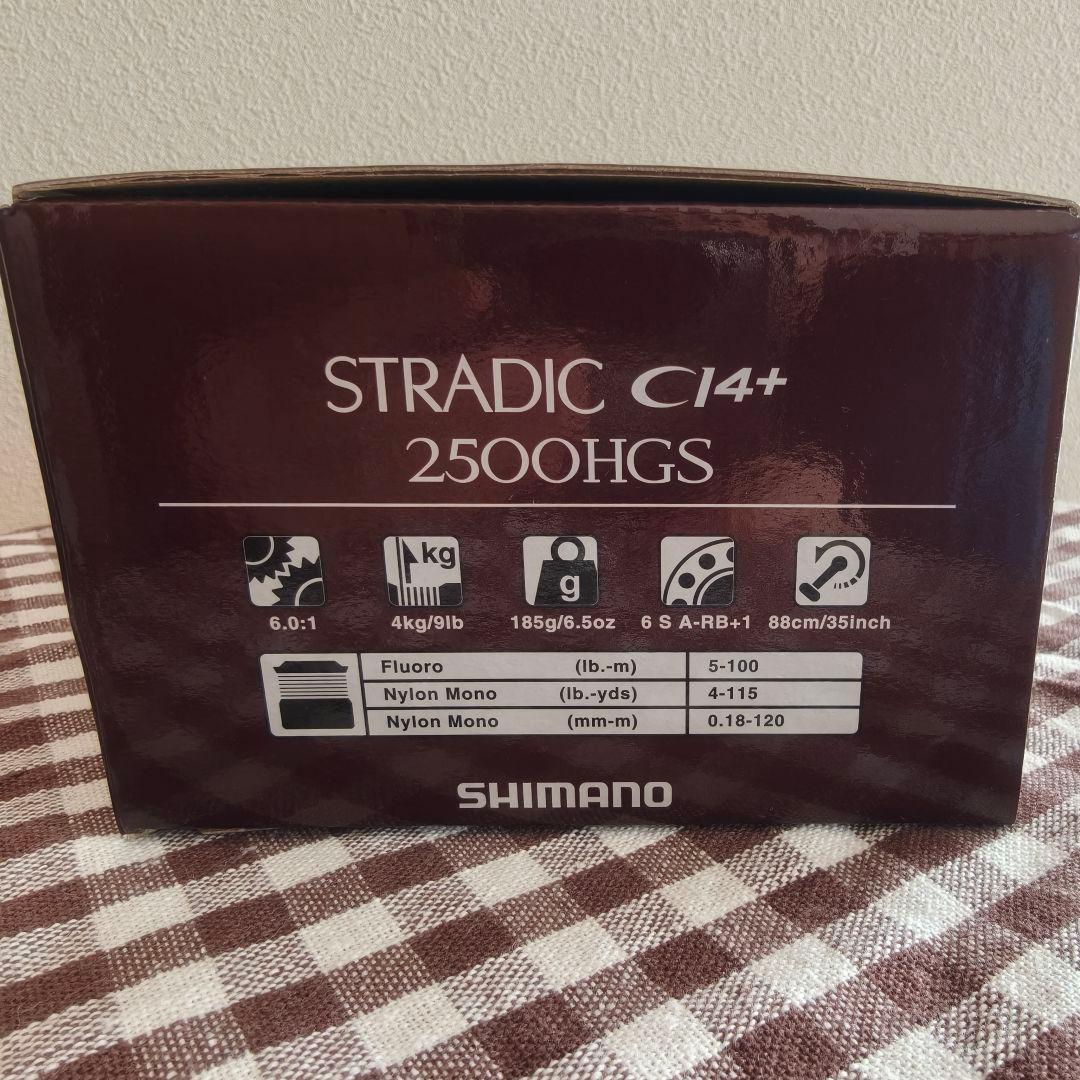 STRADIC CI4+
2500HGS
kg
g
6.0:1 4kg/9lb 185g/6.5oz 6 S A-RB+1 88cm/35inch
Fluoro (lb.-m) 5-100
Nylon Mono (lb.-yds) 4-115
Nylon Mono (mm-m) 0.18-120
SHIMANO